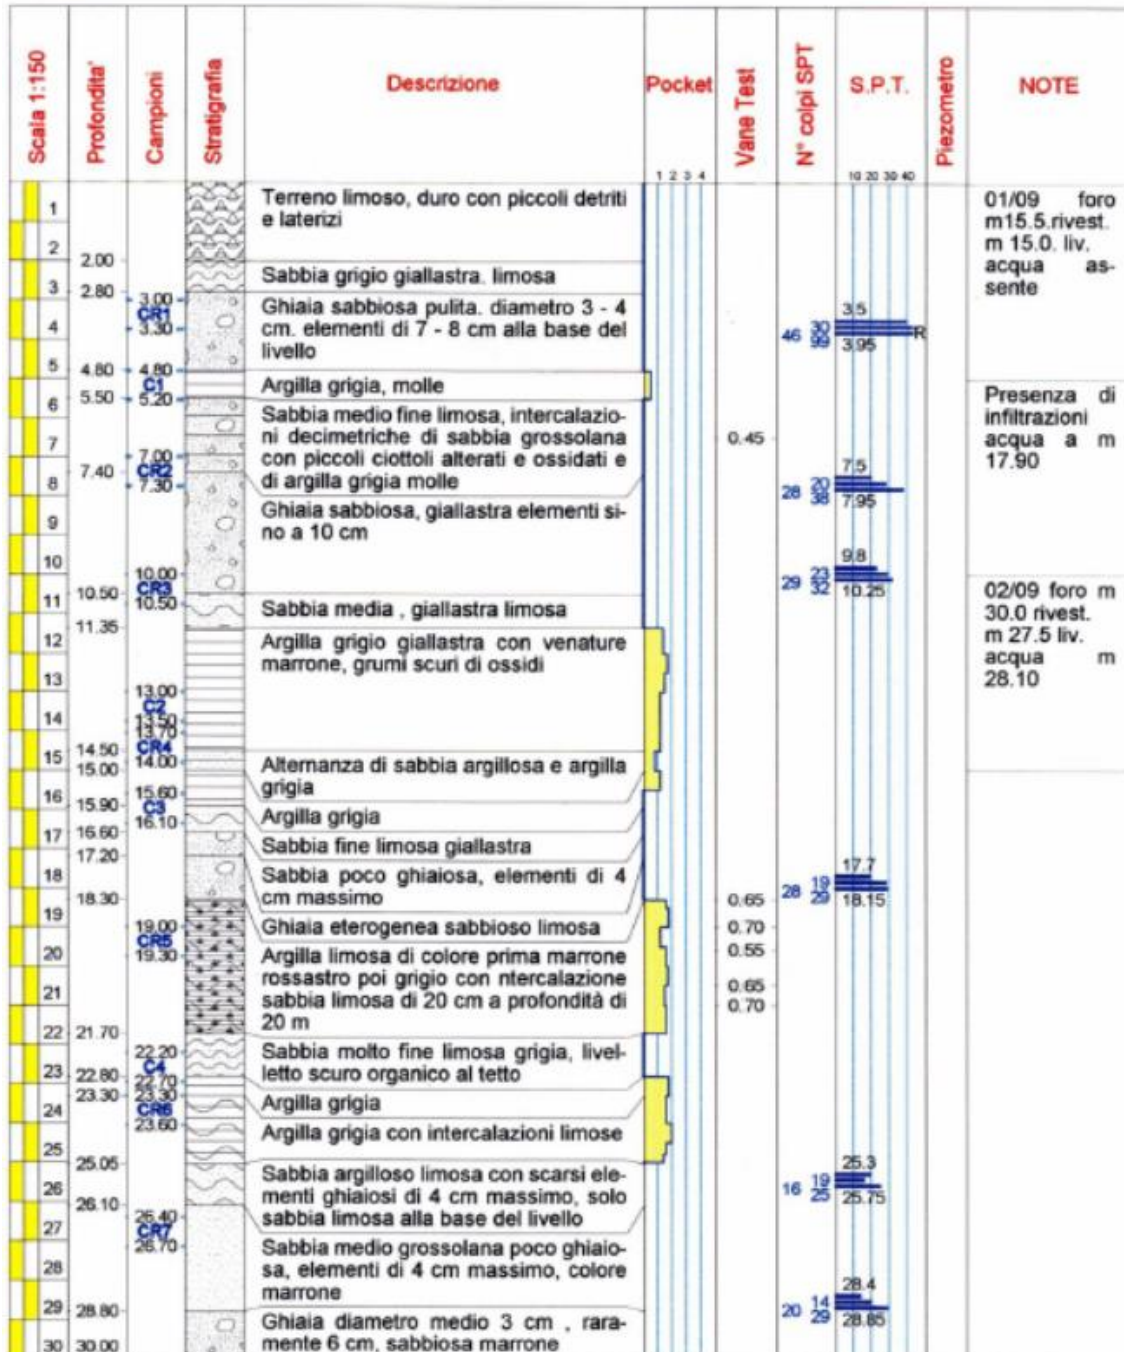 Scala 1:150
Profondita'
Campioni
Stratigrafia
Descrizione
Pocket
Vane Test
N° colpi SPT
S.P.T.
Piezometro
NOTE
1 2 3 4
10 20 30 40
1
2
3
4
5
6
7
8
9
10
11
12
13
14
15
16
17
18
19
20
21
22
23
24
25
26
27
28
29
30
2.00
2.80
4.80
5.50
7.40
10.50
11.35
14.50
15.00
15.90
16.60
17.20
18.30
21.70
22.80
23.30
25.05
26.10
28.80
30.00
3.00
CR1
3.30
4.80
C1
5.20
7.00
CR2
7.30
10.00
CR3
10.50
13.00
C2
13.50
13.70
CR4
14.00
15.60
C3
16.10
19.00
CR5
19.30
22.20
C4
22.70
23.30
CR6
23.60
26.40
CR7
26.70
Terreno limoso, duro con piccoli detriti
e laterizi
Sabbia grigio giallastra. limosa
Ghiaia sabbiosa pulita. diametro 3 - 4
cm. elementi di 7 - 8 cm alla base del
livello
Argilla grigia, molle
Sabbia medio fine limosa, intercalazio-
ni decimetriche di sabbia grossolana
con piccoli ciottoli alterati e ossidati e
di argilla grigia molle
Ghiaia sabbiosa, giallastra elementi si-
no a 10 cm
Sabbia media , giallastra limosa
Argilla grigio giallastra con venature
marrone, grumi scuri di ossidi
Alternanza di sabbia argillosa e argilla
grigia
Argilla grigia
Sabbia fine limosa giallastra
Sabbia poco ghiaiosa, elementi di 4
cm massimo
Ghiaia eterogenea sabbioso limosa
Argilla limosa di colore prima marrone
rossastro poi grigio con ntercalazione
sabbia limosa di 20 cm a profondità di
20 m
Sabbia molto fine limosa grigia, livel-
letto scuro organico al tetto
Argilla grigia
Argilla grigia con intercalazioni limose
Sabbia argilloso limosa con scarsi ele-
menti ghiaiosi di 4 cm massimo, solo
sabbia limosa alla base del livello
Sabbia medio grossolana poco ghiaio-
sa, elementi di 4 cm massimo, colore
marrone
Ghiaia diametro medio 3 cm , rara-
mente 6 cm, sabbiosa marrone
0.45
0.65
0.70
0.55
0.65
0.70
46 30 99
28 20 38
29 23 32
28 19 29
16 19 25
20 14 29
3.5
R
3.95
7.5
7.95
9.8
10.25
17.7
18.15
25.3
25.75
28.4
28.85
01/09 foro
m15.5.rivest.
m 15.0. liv.
acqua as-
sente
Presenza di
infiltrazioni
acqua a m
17.90
02/09 foro m
30.0 rivest.
m 27.5 liv.
acqua m
28.10